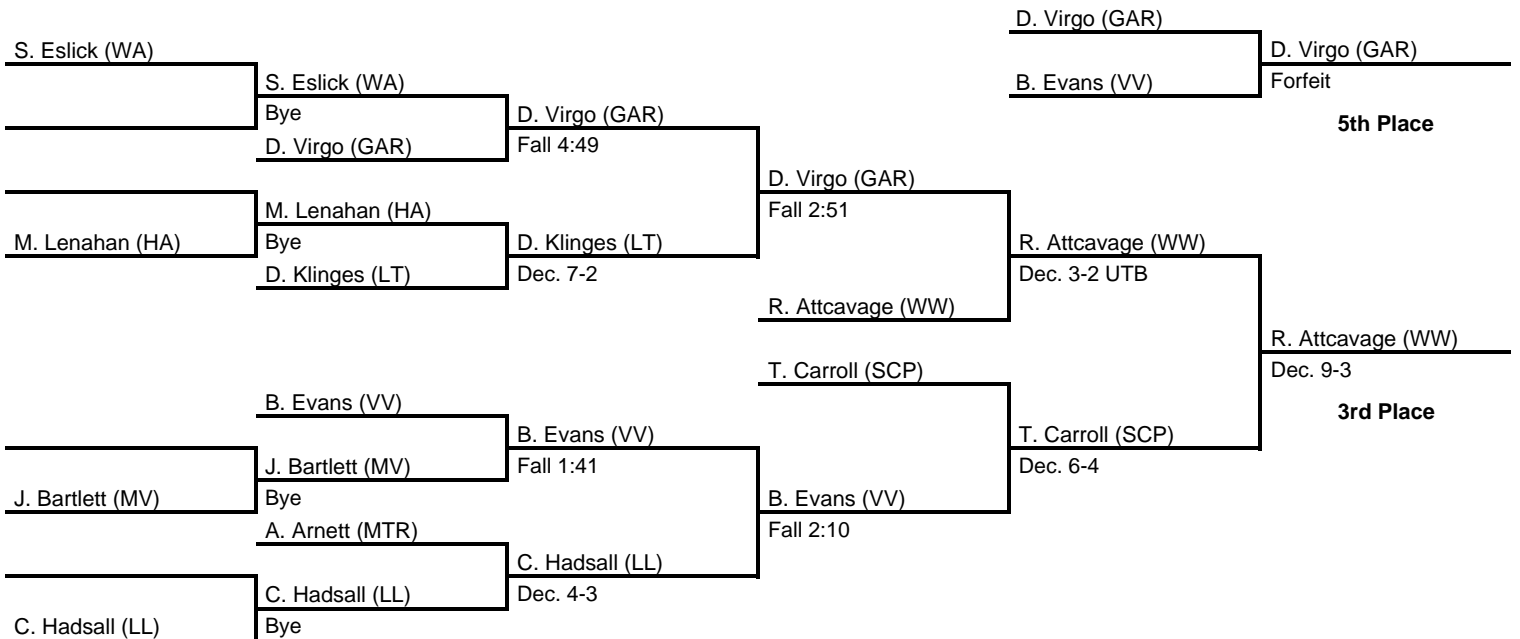 D. Virgo (GAR)
S. Eslick (WA)
D. Virgo (GAR)
S. Eslick (WA)
B. Evans (VV)
Forfeit
Bye
D. Virgo (GAR)
5th Place
D. Virgo (GAR)
Fall 4:49
D. Virgo (GAR)
M. Lenahan (HA)
Fall 2:51
M. Lenahan (HA)
Bye
D. Klinges (LT)
R. Attcavage (WW)
D. Klinges (LT)
Dec. 7-2
Dec. 3-2 UTB
R. Attcavage (WW)
R. Attcavage (WW)
T. Carroll (SCP)
Dec. 9-3
B. Evans (VV)
3rd Place
B. Evans (VV)
T. Carroll (SCP)
J. Bartlett (MV)
Fall 1:41
Dec. 6-4
J. Bartlett (MV)
Bye
B. Evans (VV)
A. Arnett (MTR)
Fall 2:10
C. Hadsall (LL)
C. Hadsall (LL)
Dec. 4-3
C. Hadsall (LL)
Bye